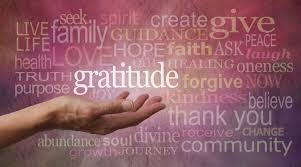 seek spirit create give
LIVE family GUIDANCE PEACE
LIFE LOVE HOPE faith ASK laugh
health HEALING oneness
TRUTH gratitude forgive NOW
purpose KINDNESS
believe
thank you
divine receive CHANGE
abundance soul community
growth JOURNEY